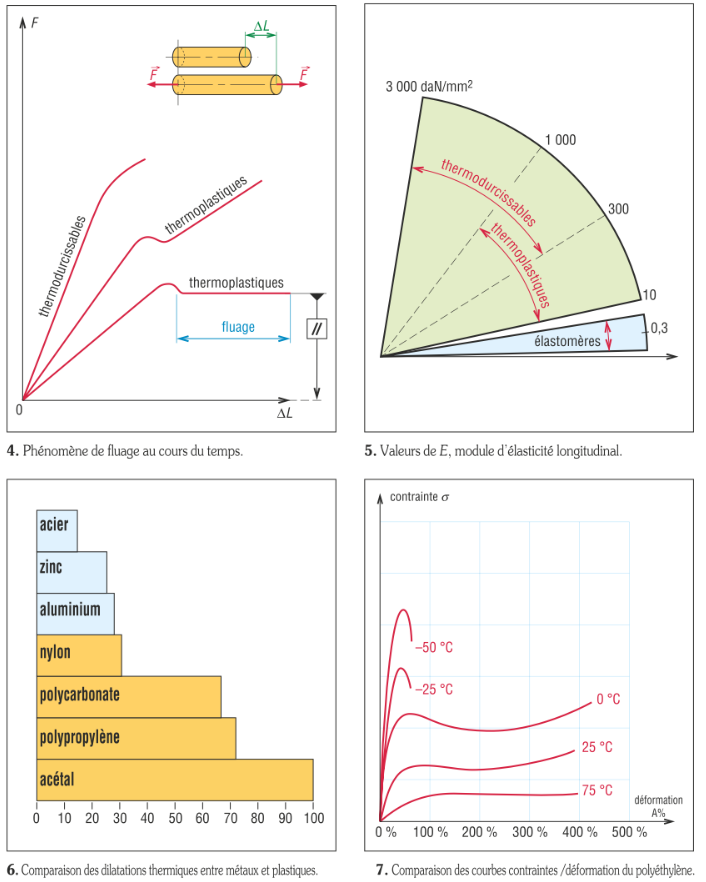 F
ΔL
F
F
thermodurcissables
thermoplastiques
thermoplastiques
fluage
//
0
ΔL
4. Phénomène de fluage au cours du temps.
3 000 daN/mm²
1 000
300
10
0,3
thermodurcissables
thermoplastiques
élastomères
5. Valeurs de E, module d'élasticité longitudinal.
acier
zinc
aluminium
nylon
polycarbonate
polypropylène
acétal
0 10 20 30 40 50 60 70 80 90 100
6. Comparaison des dilatations thermiques entre métaux et plastiques.
contrainte σ
–50 °C
–25 °C
0 °C
25 °C
75 °C
déformation
A%
0 % 100 % 200 % 300 % 400 % 500 %
7. Comparaison des courbes contraintes /déformation du polyéthylène.